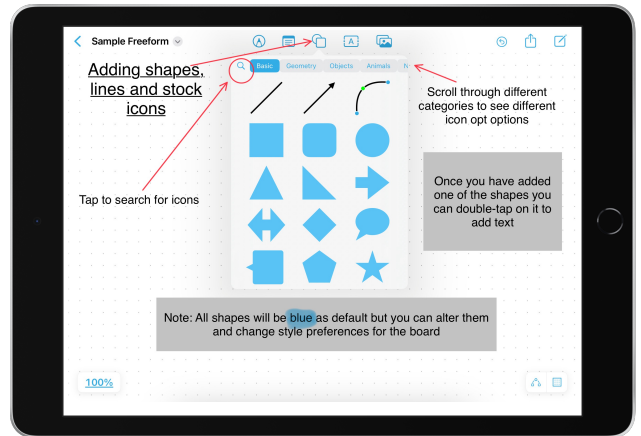 Sample Freeform
A
Adding shapes,
lines and stock
icons
Basic Geometry Objects Animals
Scroll through different
categories to see different
icon opt options
Tap to search for icons
Once you have added
one of the shapes you
can double-tap on it to
add text
Note: All shapes will be blue as default but you can alter them
and change style preferences for the board
100%